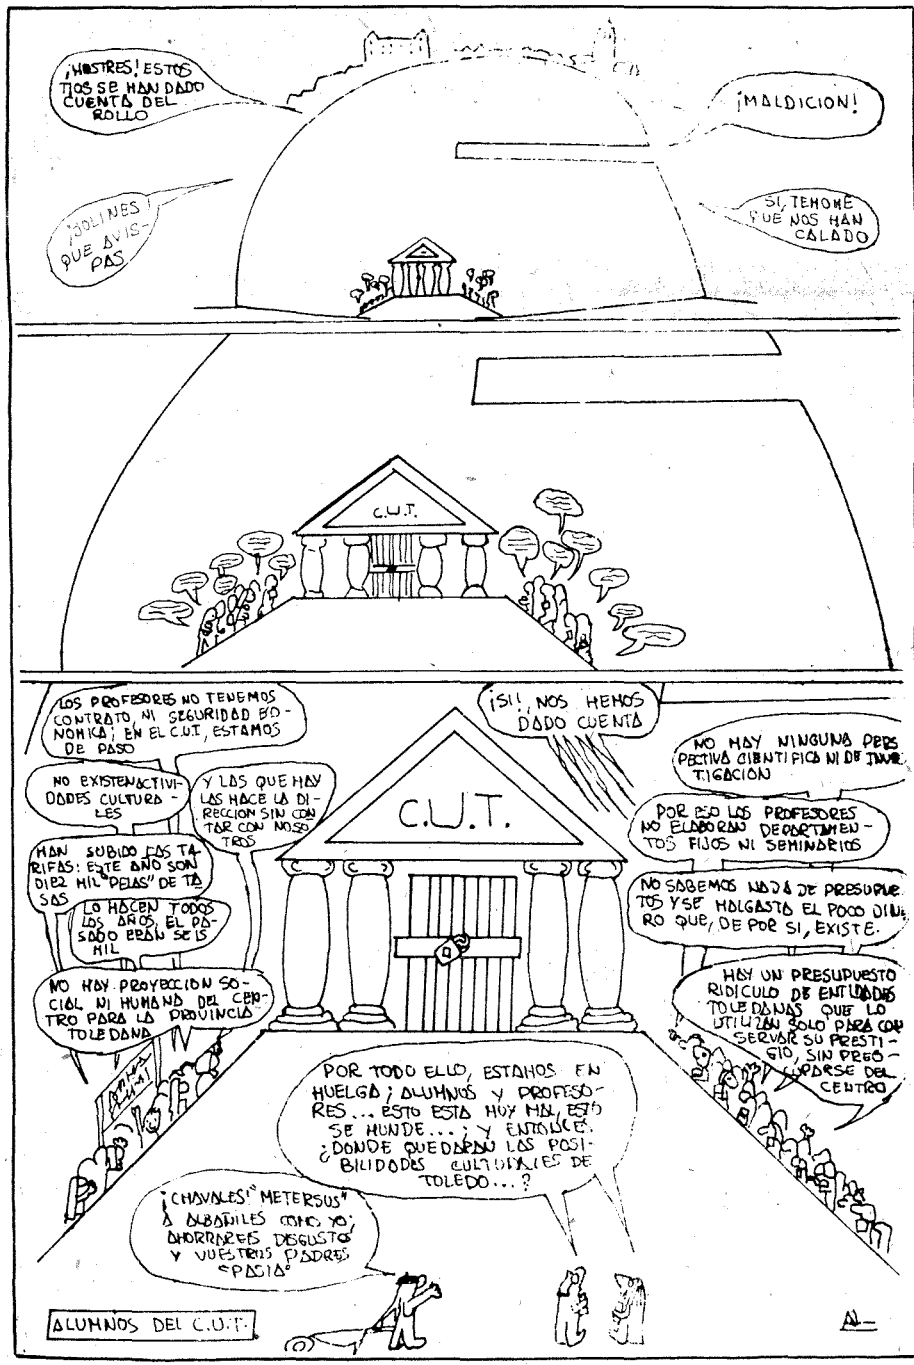 ¡HOSTRES! ESTOS
TIOS SE HAN DADO
CUENTA DEL
ROLLO
¡MALDICION!
¡JOLINES!
QUE AVIS-
PAS
SI, TEMOME
QUE NOS HAN
CALADO
C.U.T.
LOS PROFESORES NO TENEMOS
CONTRATO, NI SEGURIDAD ECO-
NOMICA; EN EL C.U.T, ESTAMOS
DE PASO
¡SI!, NOS HEMOS
DADO CUENTA
NO HAY NINGUNA PERS
PECTIVA CIENTIFICA NI DE INVES
TIGACION
NO EXISTEN ACTIVI-
DADES CULTURA-
LES
Y LAS QUE HAY
LAS HACE LA DI-
RECCION SIN CON
TAR CON NOSO
TROS
C.U.T.
POR ESO LOS PROFESORES
NO ELABORAN DEPARTAMEN-
TOS FIJOS NI SEMINARIOS
HAN SUBIDO LAS TA
RIFAS: ESTE AÑO SON
DIEZ MIL "PELAS" DE TA
SAS
LO HACEN TODOS
LOS AÑOS, EL PA-
SADO ERAN SEIS
MIL
NO SABEMOS NADA DE PRESUPUES
TOS Y SE MALGASTA EL POCO DINE
RO QUE, DE POR SI, EXISTE.
NO HAY PROYECCION SO-
CIAL NI HUMANA DEL CEN-
TRO PARA LA PROVINCIA
TOLEDANA
HAY UN PRESUPUESTO
RIDICULO DE ENTIDADES
TOLEDANAS QUE LO
UTILIZAN SOLO PARA CON
SERVAR SU PRESTI-
GIO, SIN PREO-
CUPARSE DEL
CENTRO
POR TODO ELLO, ESTAMOS EN
HUELGA; ALUMNOS Y PROFESO-
RES... ESTO ESTA MUY MAL, ESTO
SE HUNDE...; Y ENTONCES.
¿DONDE QUEDARAN LAS POSI-
BILIDADES CULTURALES DE
TOLEDO...?
¡CHAVALES! "METERSUS"
A ALBAÑILES COMO YO;
AHORRAREIS DISGUSTOS
Y VUESTROS PADRES
"PASTA"
ALUMNOS DEL C.U.T.